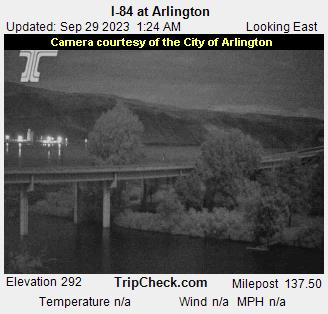 I-84 at Arlington
Updated: Sep 29 2023 1:24 AM Looking East
Camera courtesy of the City of Arlington
Elevation 292 TripCheck.com Milepost 137.50
Temperature n/a Wind n/a MPH n/a